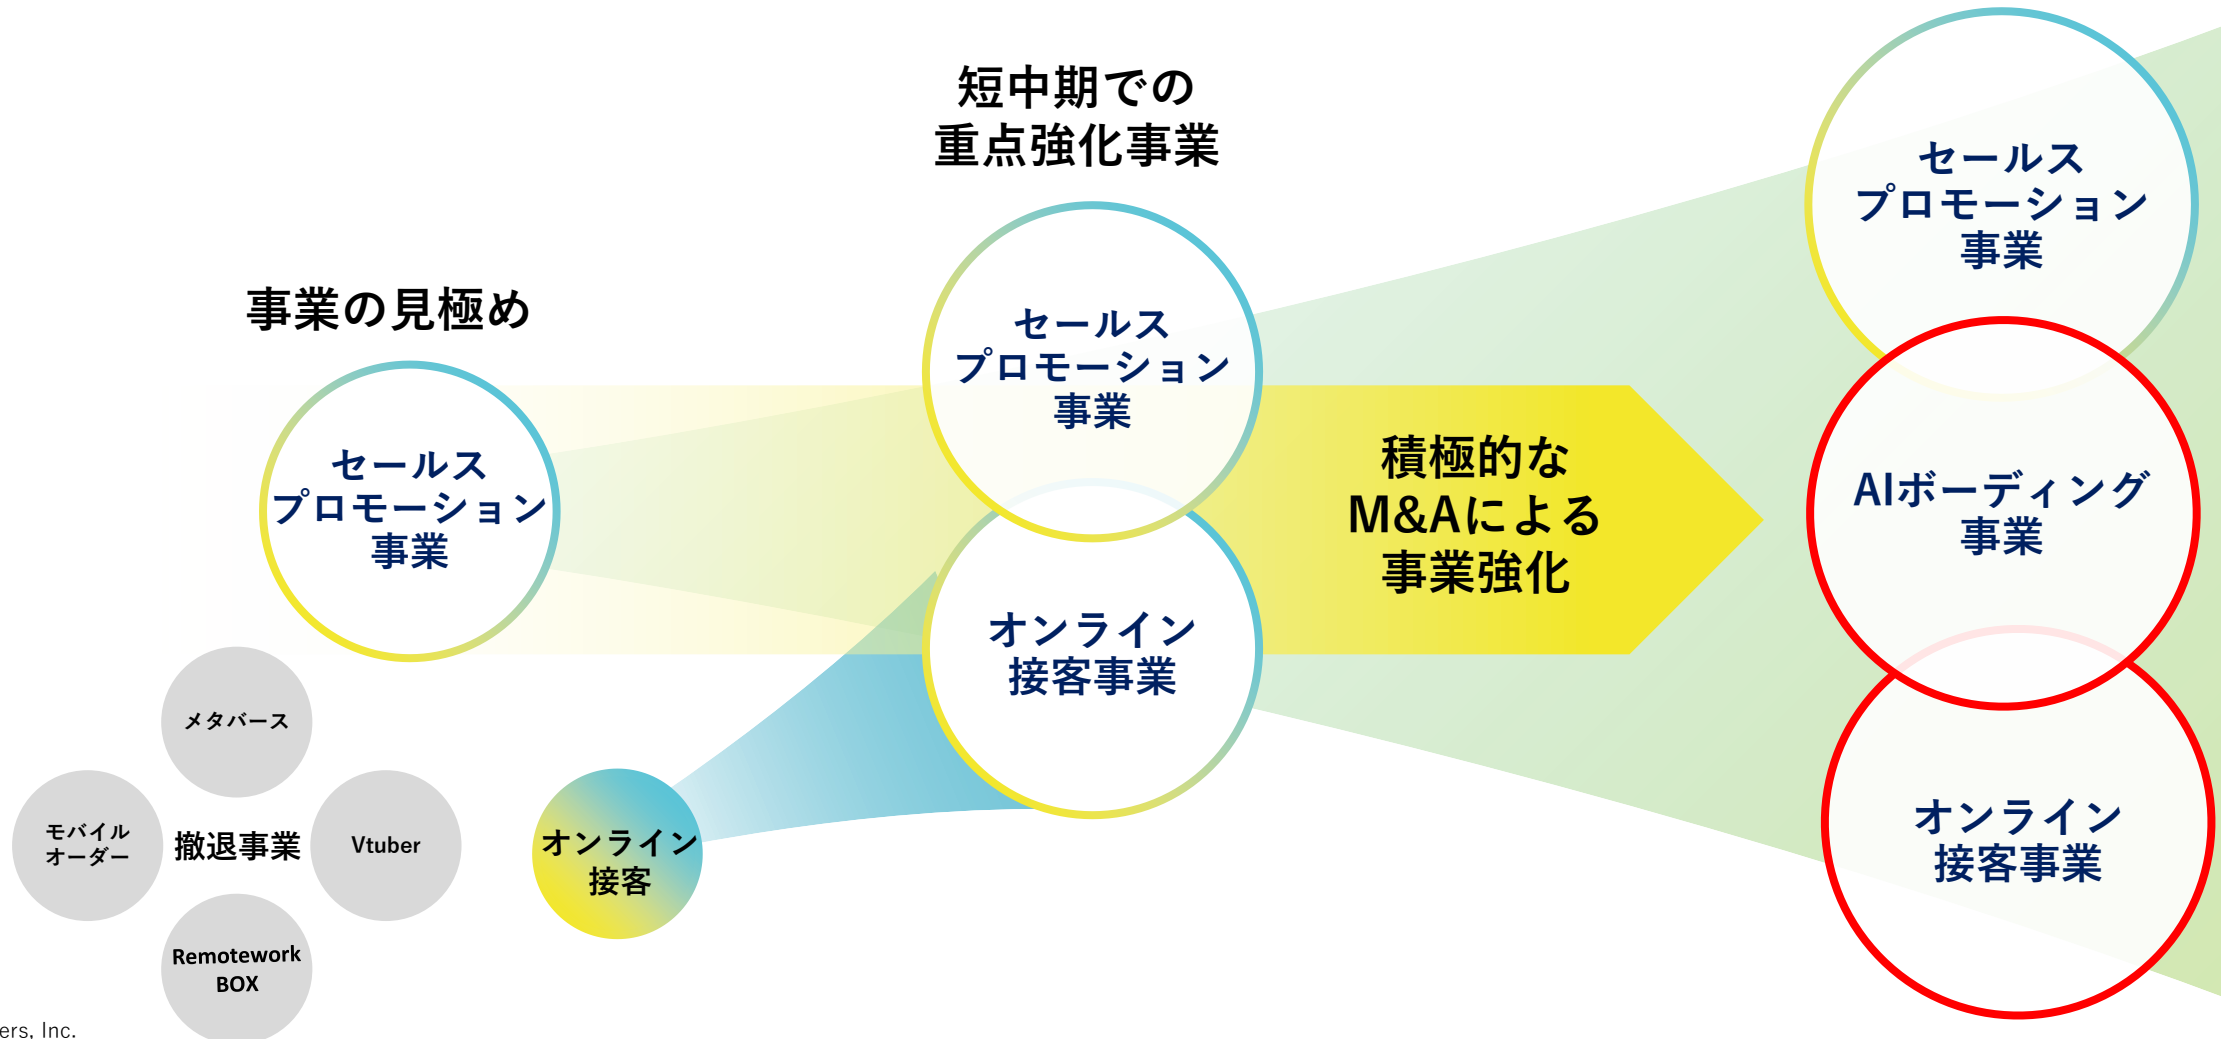 事業の見極め
セールス
プロモーション
事業
メタバース
モバイル
オーダー
撤退事業
Vtuber
Remotework
BOX
オンライン
接客
短中期での
重点強化事業
セールス
プロモーション
事業
オンライン
接客事業
積極的な
M&Aによる
事業強化
セールス
プロモーション
事業
AIボーディング
事業
オンライン
接客事業
ers, Inc.